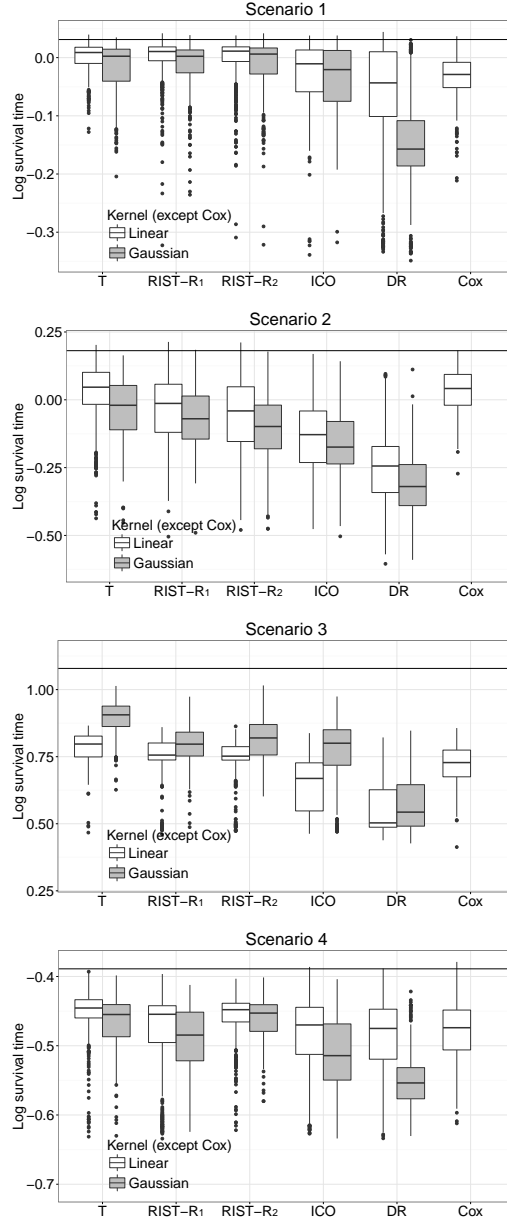 Scenario 1
Log survival time
0.0
−0.1
−0.2
−0.3
Kernel (except Cox)
Linear
Gaussian
T RIST−R1 RIST−R2 ICO DR Cox
Scenario 2
Log survival time
0.25
0.00
−0.25
−0.50
Kernel (except Cox)
Linear
Gaussian
T RIST−R1 RIST−R2 ICO DR Cox
Scenario 3
Log survival time
1.00
0.75
0.50
0.25
Kernel (except Cox)
Linear
Gaussian
T RIST−R1 RIST−R2 ICO DR Cox
Scenario 4
Log survival time
−0.4
−0.5
−0.6
−0.7
Kernel (except Cox)
Linear
Gaussian
T RIST−R1 RIST−R2 ICO DR Cox